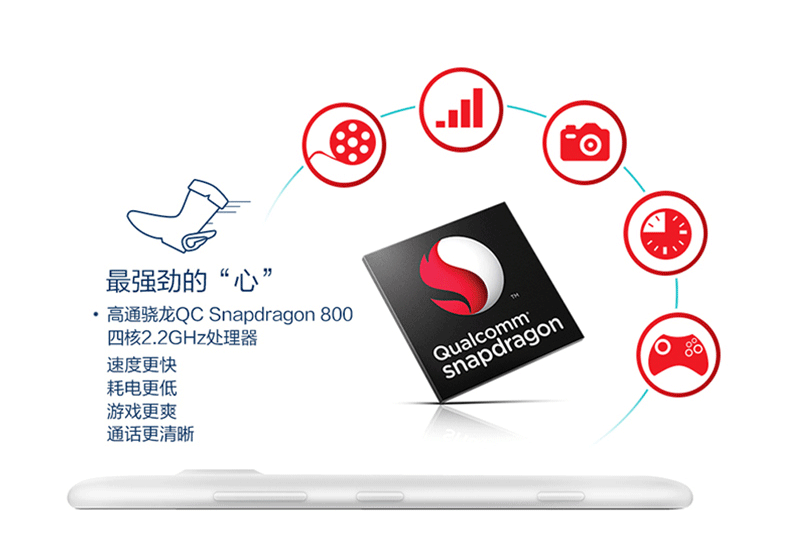 最强劲的“心”
• 高通骁龙QC Snapdragon 800
四核2.2GHz处理器
速度更快
耗电更低
游戏更爽
通话更清晰
Qualcomm®
snapdragon
TM